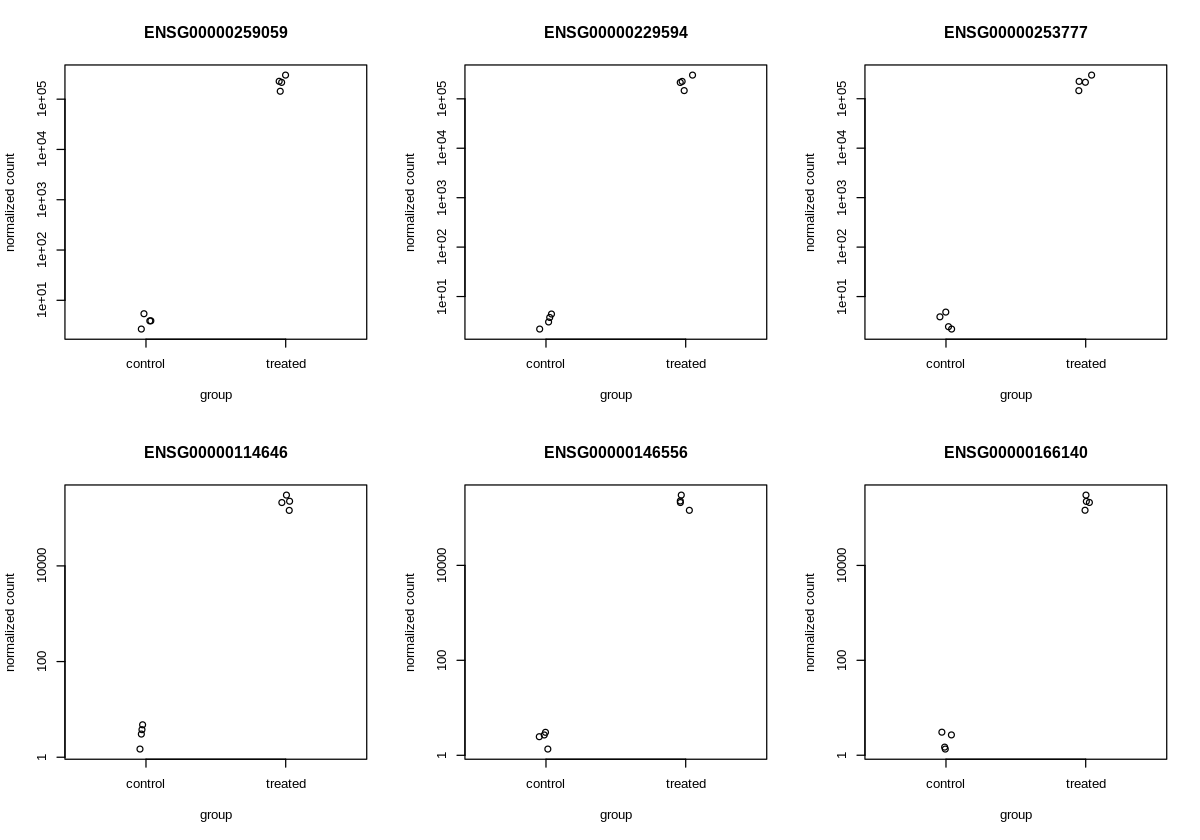 ENSG00000259059
ENSG00000229594
ENSG00000253777
normalized count
1e+05
1e+04
1e+03
1e+02
1e+01
control
treated
group
normalized count
1e+05
1e+04
1e+03
1e+02
1e+01
control
treated
group
normalized count
1e+05
1e+04
1e+03
1e+02
1e+01
control
treated
group
ENSG00000114646
ENSG00000146556
ENSG00000166140
normalized count
10000
100
1
control
treated
group
normalized count
10000
100
1
control
treated
group
normalized count
10000
100
1
control
treated
group